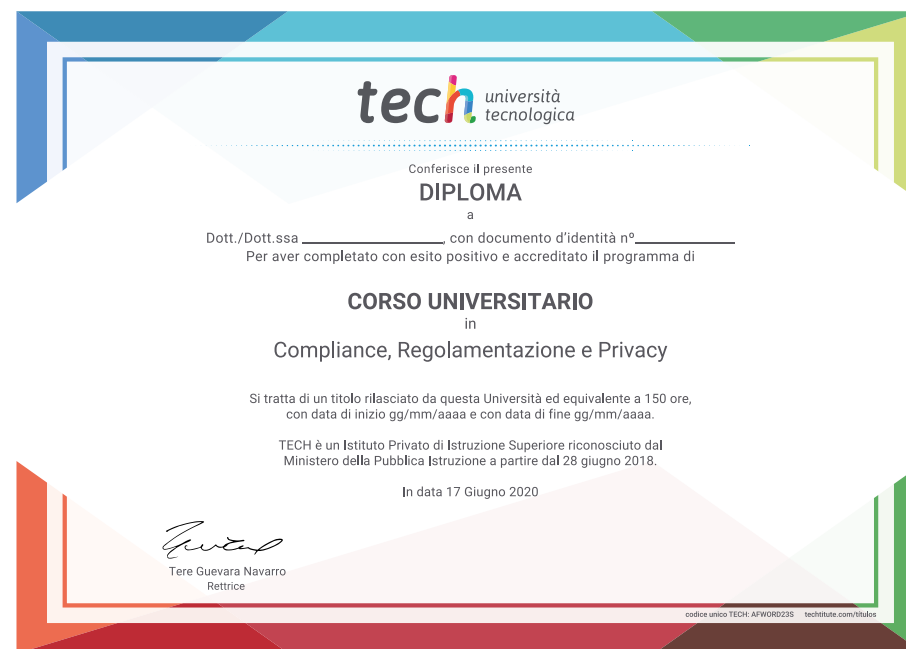 tech università
tecnologica
Conferisce il presente
DIPLOMA
a
Dott./Dott.ssa ____________________, con documento d'identità nº______________
Per aver completato con esito positivo e accreditato il programma di
CORSO UNIVERSITARIO
in
Compliance, Regolamentazione e Privacy
Si tratta di un titolo rilasciato da questa Università ed equivalente a 150 ore,
con data di inizio gg/mm/aaaa e con data di fine gg/mm/aaaa.
TECH è un Istituto Privato di Istruzione Superiore riconosciuto dal
Ministero della Pubblica Istruzione a partire dal 28 giugno 2018.
In data 17 Giugno 2020
Tere Guevara Navarro
Rettrice
codice unico TECH: AFWORD23S techtitute.com/titulos